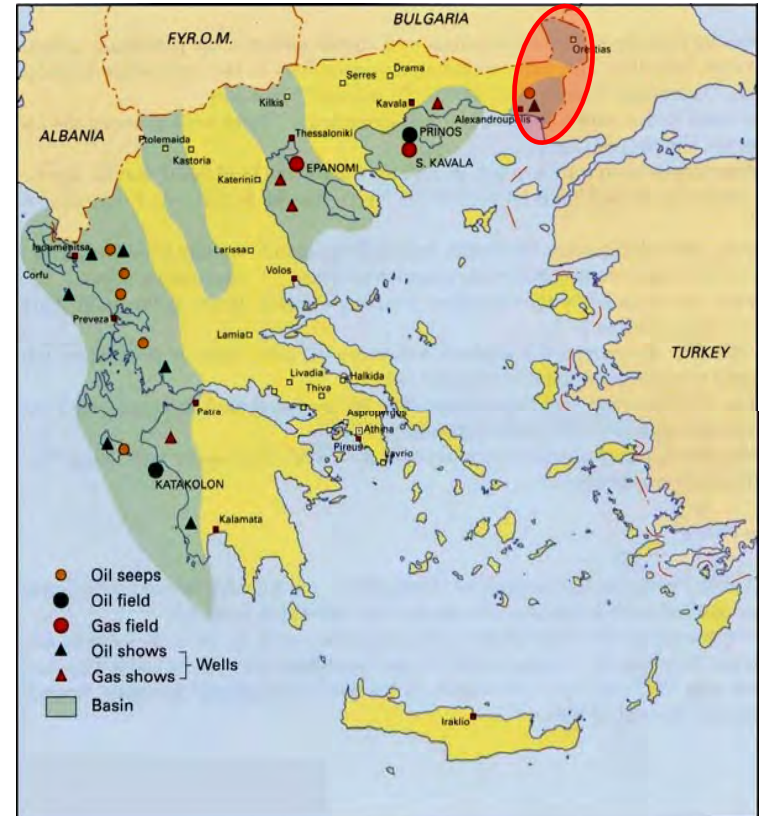 BULGARIA
F.Y.R.O.M.
Orestias
Drama
Serres
Kilkis
Kavala
Alexandroupolis
ALBANIA
Ptolemaida
Thessaloniki
PRINOS
Kastoria
EPANOMI
S. KAVALA
Katerini
Igoumenitsa
Larissa
Corfu
Volos
Preveza
Lamia
TURKEY
Livadia
Halkida
Thiva
Patra
Aspropyrgos
Athina
Pireus
Lavrio
KATAKOLON
Kalamata
Oil seeps
Oil field
Gas field
Oil shows
Wells
Gas shows
Basin
Iraklio